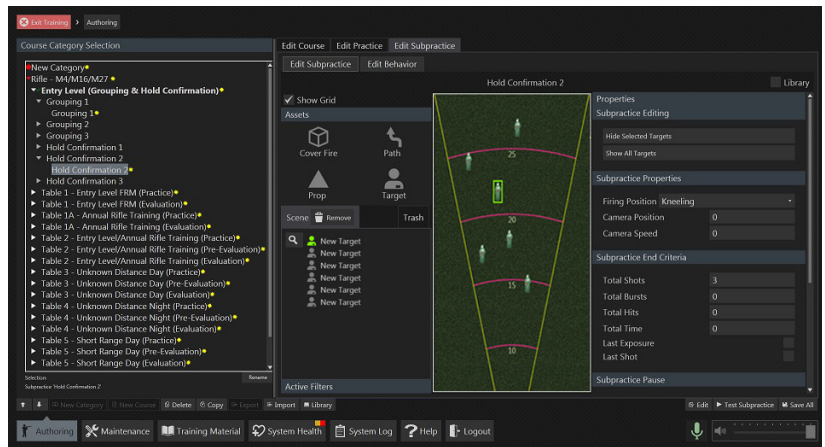 Exit Training > Authoring
Course Category Selection
New Category
Rifle - M4/M16/M27
Entry Level (Grouping & Hold Confirmation)
Grouping 1
Grouping 1
Grouping 2
Grouping 3
Hold Confirmation 1
Hold Confirmation 2
Hold Confirmation 2
Hold Confirmation 3
Table 1 - Entry Level FRM (Practice)
Table 1 - Entry Level FRM (Evaluation)
Table 1A - Annual Rifle Training (Practice)
Table 1A - Annual Rifle Training (Evaluation)
Table 2 - Entry Level/Annual Rifle Training (Practice)
Table 2 - Entry Level/Annual Rifle Training (Pre-Evaluation)
Table 2 - Entry Level/Annual Rifle Training (Evaluation)
Table 3 - Unknown Distance Day (Practice)
Table 3 - Unknown Distance Day (Pre-Evaluation)
Table 3 - Unknown Distance Day (Evaluation)
Table 4 - Unknown Distance Night (Practice)
Table 4 - Unknown Distance Night (Pre-Evaluation)
Table 4 - Unknown Distance Night (Evaluation)
Table 5 - Short Range Day (Practice)
Table 5 - Short Range Day (Pre-Evaluation)
Table 5 - Short Range Day (Evaluation)
Selection
Rename
Subpractice 'Hold Confirmation 2'
Edit Course Edit Practice Edit Subpractice
Edit Subpractice Edit Behavior
Hold Confirmation 2
Library
Show Grid
Assets
Cover Fire Path
Prop Target
Scene Remove Trash
New Target
New Target
New Target
New Target
New Target
New Target
Active Filters
25
20
15
10
Properties
Subpractice Editing
Hide Selected Targets
Show All Targets
Subpractice Properties
Firing Position Kneeling
Camera Position 0
Camera Speed 0
Subpractice End Criteria
Total Shots 3
Total Bursts 0
Total Hits 0
Total Time 0
Last Exposure
Last Shot
Subpractice Pause
New Category New Course Delete Copy Export Import Library
Edit Test Subpractice Save All
Authoring Maintenance Training Material System Health System Log Help Logout